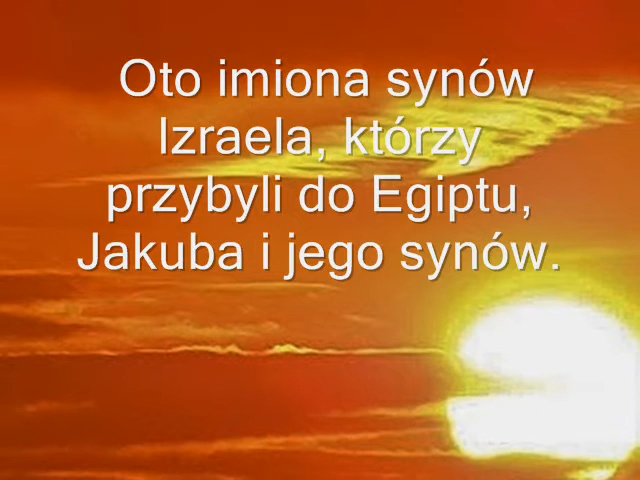 Oto imiona synów
Izraela, którzy
przybyli do Egiptu,
Jakuba i jego synów.